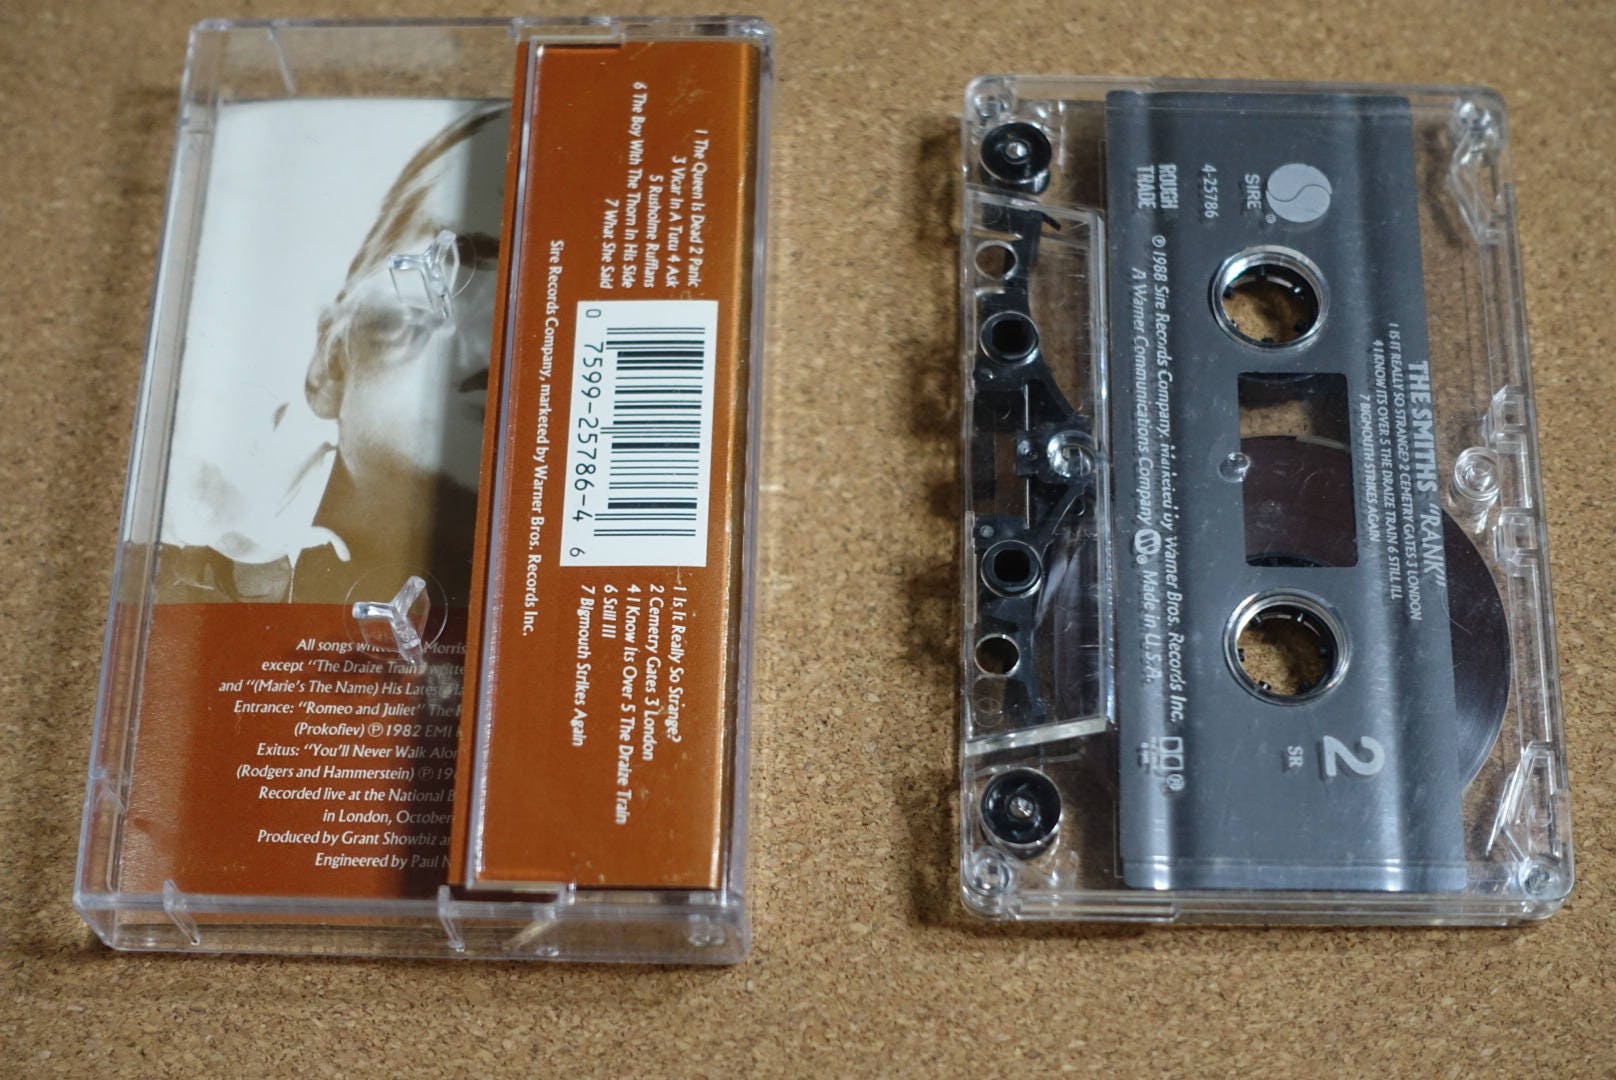 1 The Queen Is Dead 2 Panic
3 Vicar In A Tutu 4 Ask
5 Rusholme Ruffians
6 The Boy With The Thorn In His Side
7 What She Said
0 7599-25786-4 6
1 Is It Really So Strange?
2 Cemetry Gates 3 London
4 I Know Its Over 5 The Draize Train
6 Still Ill
7 Bigmouth Strikes Again
Sire Records Company, marketed by Warner Bros. Records Inc.
All songs
except "The Draize Train"
and "(Marie's The Name) His Latest
Entrance: "Romeo and Juliet" The
(Prokofiev) ℗ 1982 EMI
Exitus: "You'll Never Walk
(Rodgers and Hammerstein) ℗
Recorded live at the National
in London, October
Produced by Grant Showbiz
Engineered by Paul
THE SMITHS "RANK"
1 IS IT REALLY SO STRANGE? 2 CEMETRY GATES 3 LONDON
4 I KNOW ITS OVER 5 THE DRAIZE TRAIN 6 STILL ILL
7 BIGMOUTH STRIKES AGAIN
SIRE ®
4-25786
ROUGH
TRADE
2
SR
℗ 1988 Sire Records Company. Marketed by Warner Bros. Records Inc.
A Warner Communications Company ®. Made in U.S.A.